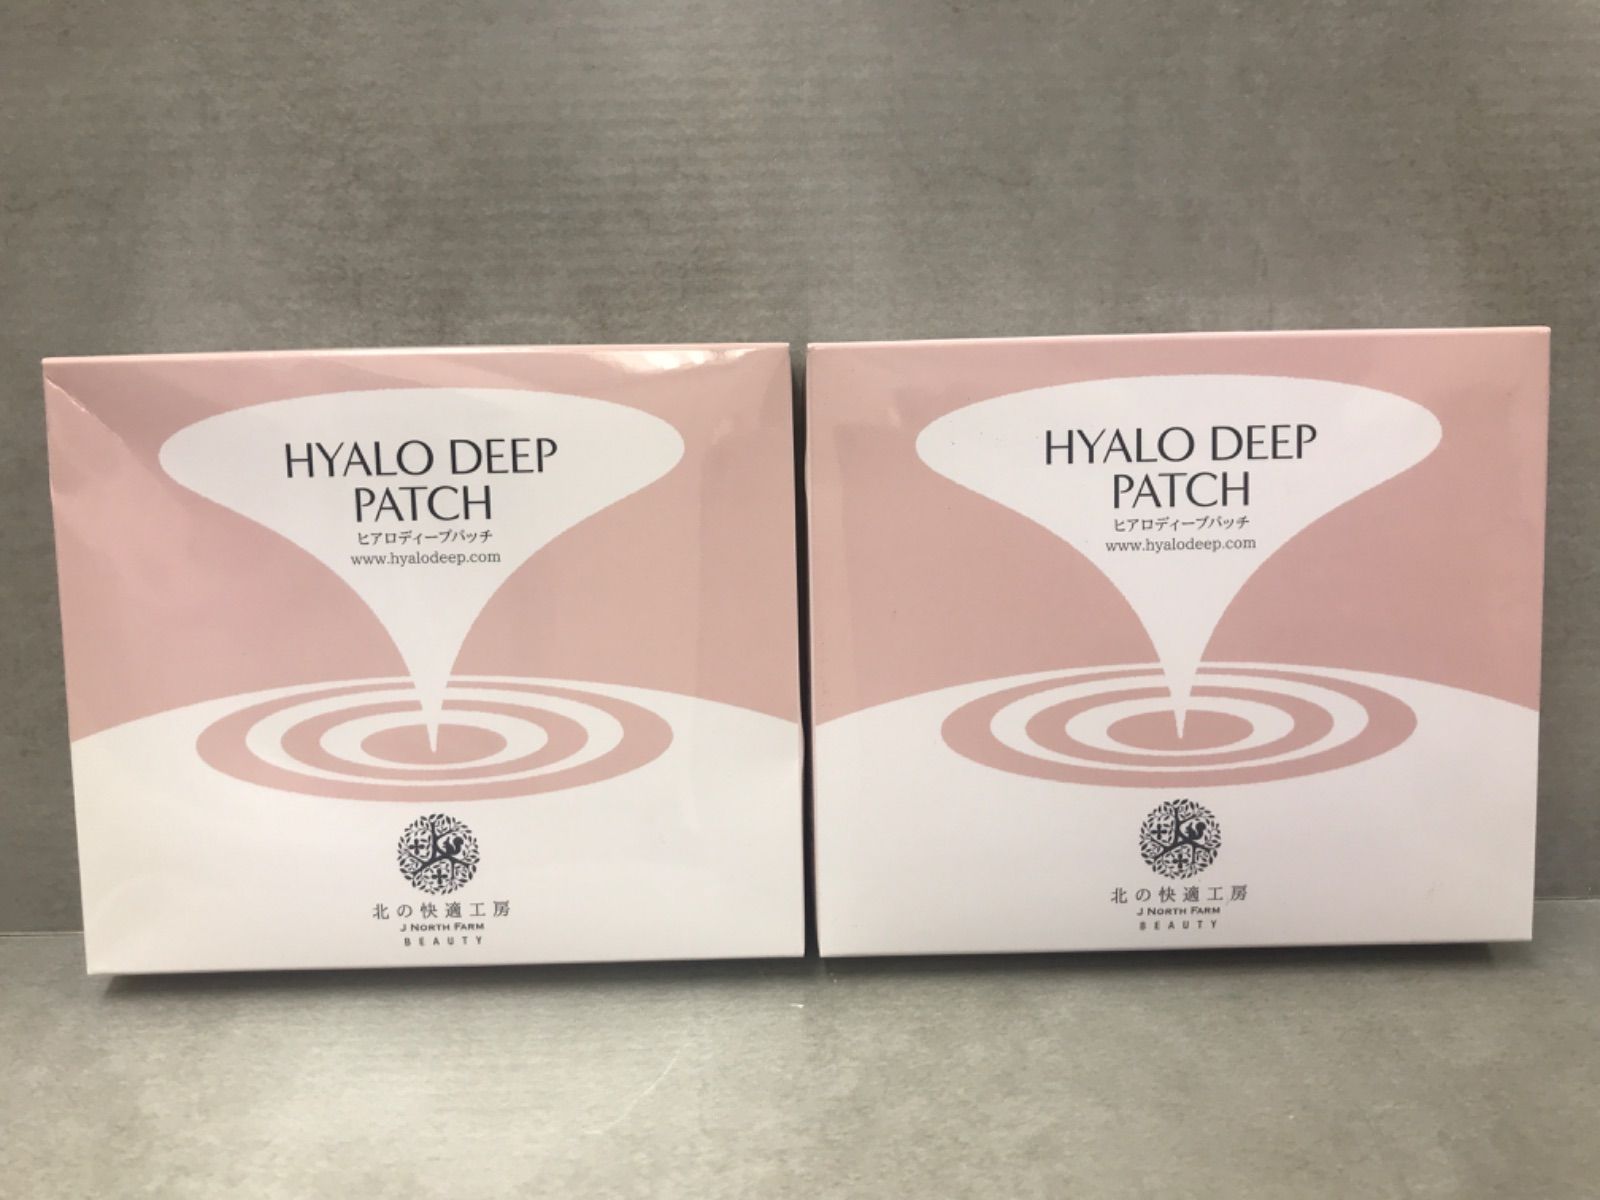 HYALO DEEP
PATCH
ヒアロディープパッチ
www.hyalodeep.com
北の快適工房
J NORTH FARM
BEAUTY
HYALO DEEP
PATCH
ヒアロディープパッチ
www.hyalodeep.com
北の快適工房
J NORTH FARM
BEAUTY